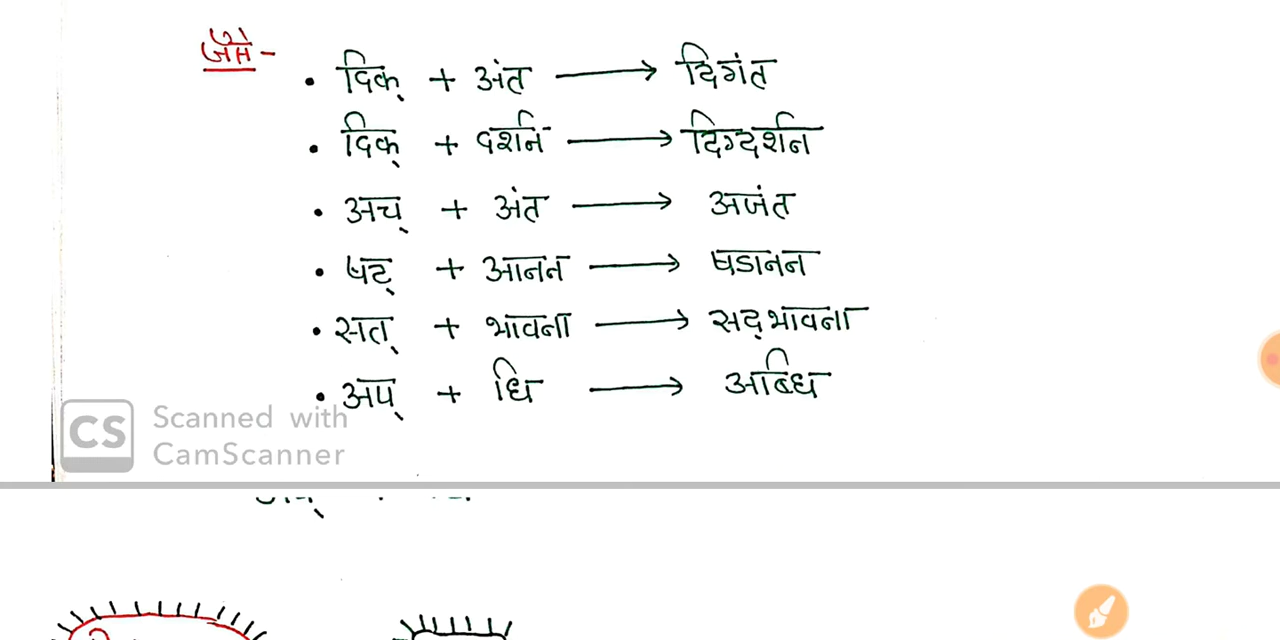 जैसे -
• दिक् + अंत ⟶ दिगंत
• दिक् + दर्शन ⟶ दिग्दर्शन
• अच् + अंत ⟶ अजंत
• षट् + आनन ⟶ षडानन
• सत् + भावना ⟶ सद्भावना
• अप् + धि ⟶ अब्धि
CS Scanned with
CamScanner